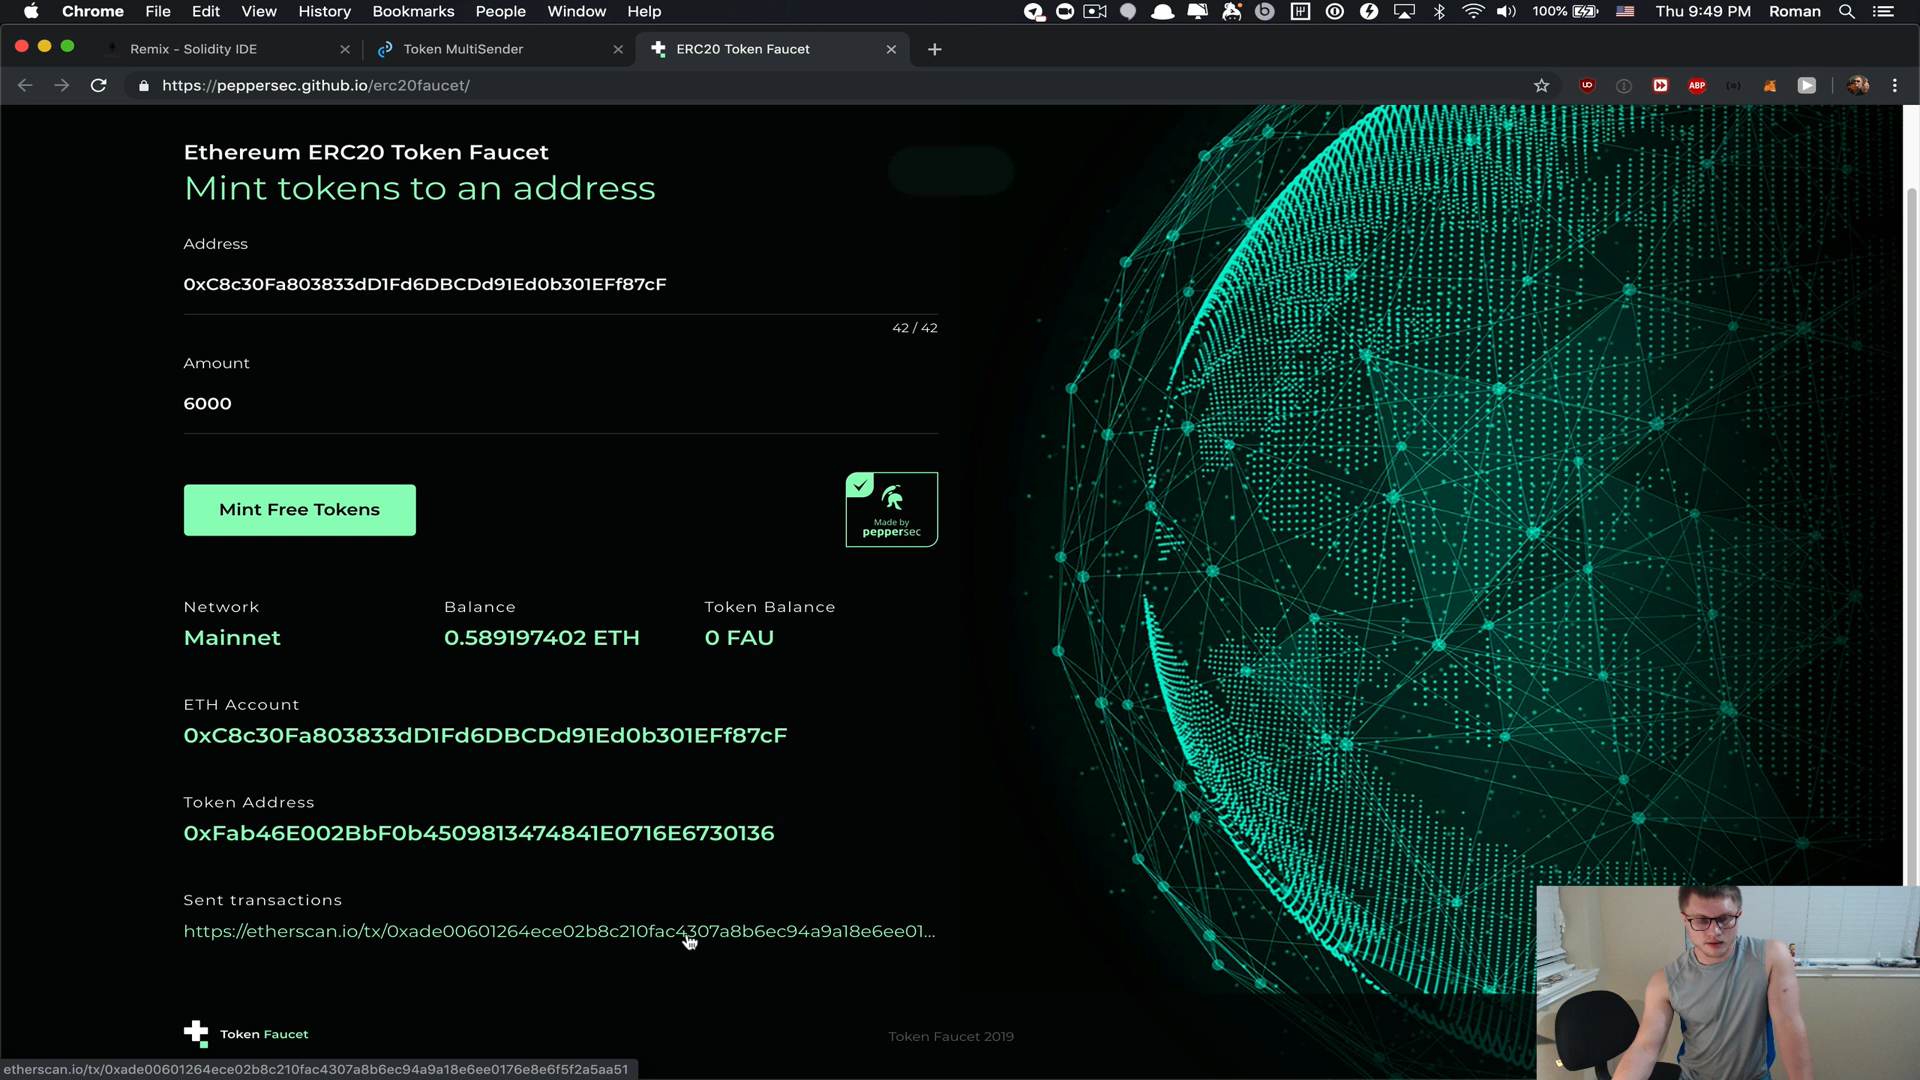 Chrome File Edit View History Bookmarks People Window Help 100% Thu 9:49 PM Roman
Remix - Solidity IDE Token MultiSender ERC20 Token Faucet
https://peppersec.github.io/erc20faucet/ ABP
Ethereum ERC20 Token Faucet
Mint tokens to an address
Address
0xC8c30Fa803833dD1Fd6DBCDd91Ed0b301EFf87cF
42 / 42
Amount
6000
Mint Free Tokens
Made by
peppersec
Network Balance Token Balance
Mainnet 0.589197402 ETH 0 FAU
ETH Account
0xC8c30Fa803833dD1Fd6DBCDd91Ed0b301EFf87cF
Token Address
0xFab46E002BbF0b4509813474841E0716E6730136
Sent transactions
https://etherscan.io/tx/0xade00601264ece02b8c210fac4307a8b6ec94a9a18e6ee01...
Token Faucet Token Faucet 2019
etherscan.io/tx/0xade00601264ece02b8c210fac4307a8b6ec94a9a18e6ee0176e8e6f5f2a5aa51